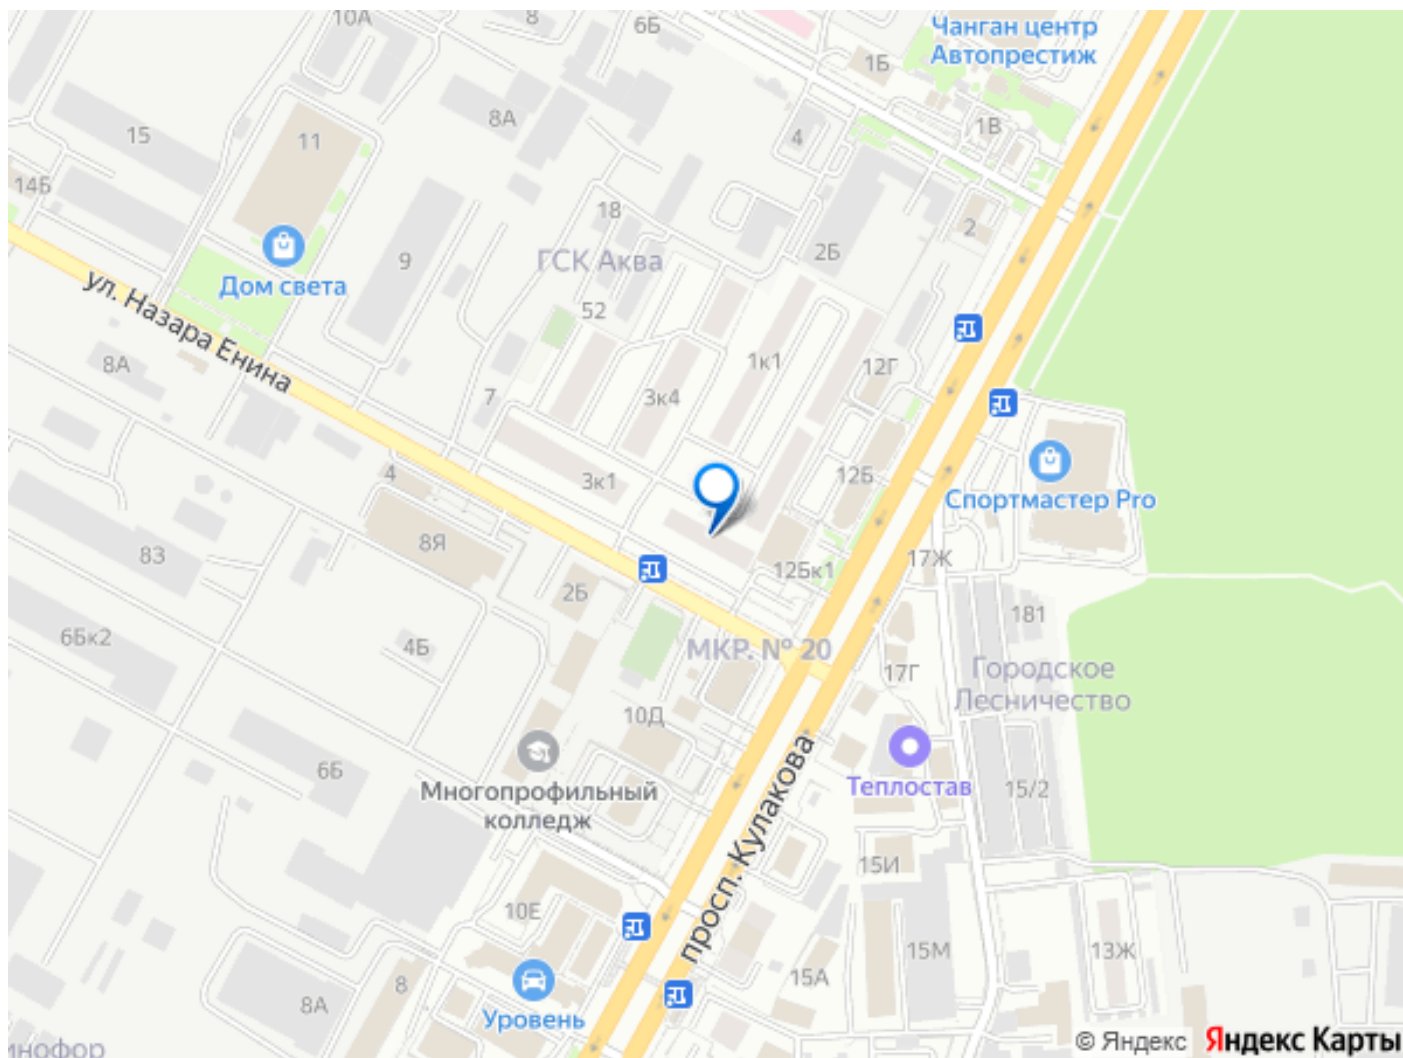 10А
8
6Б
Чанган центр
Автопрестиж
1Б
8А
1В
15
11
4
14Б
18
2
2Б
ГСК Аква
9
Дом света
ул. Назара Енина
52
8А
1к1
12Г
7
3к4
3к1
12Б
4
Спортмастер Pro
8Я
83
17Ж
12Бк1
2Б
181
6Бк2
4Б
МКР. № 20
17Г
Городское
Лесничество
10Д
6Б
Многопрофильный
колледж
Теплостав
15/2
просп. Кулакова
15И
10Е
15М
13Ж
15А
8
8А
Уровень
инофор
© Яндекс
Яндекс Карты